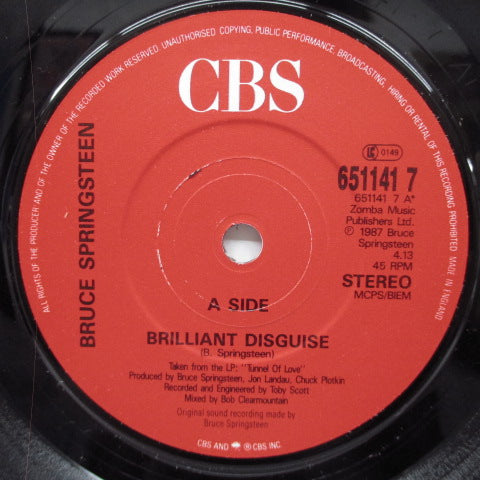 ALL RIGHTS OF THE PRODUCER AND OF THE OWNER OF THE RECORDED WORK RESERVED UNAUTHORISED COPYING, PUBLIC PERFORMANCE, BROADCASTING, HIRING OR RENTAL OF THIS RECORDING PROHIBITED MADE IN ENGLAND
CBS
BRUCE SPRINGSTEEN
LC 0149
651141 7
651141 7 A*
Zomba Music
Publishers Ltd.
℗ 1987 Bruce
Springsteen
4.13
45 RPM
STEREO
MCPS/BIEM
A SIDE
BRILLIANT DISGUISE
(B. Springsteen)
Taken from the LP: "Tunnel Of Love"
Produced by Bruce Springsteen, Jon Landau, Chuck Plotkin
Recorded and Engineered by Toby Scott
Mixed by Bob Clearmountain
Original sound recording made by
Bruce Springsteen
CBS AND ® CBS INC.